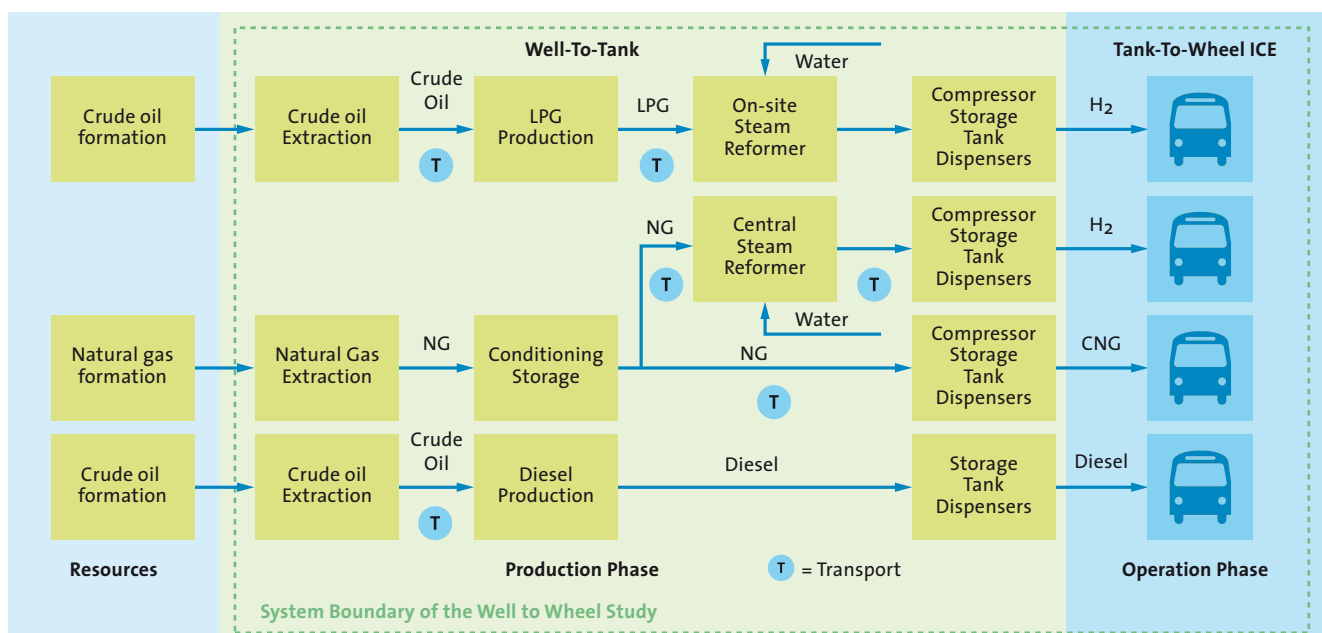 Well-To-Tank
Tank-To-Wheel ICE
Water
Crude oil
formation
Crude oil
Extraction
Crude
Oil
T
LPG
Production
LPG
T
On-site
Steam
Reformer
Compressor
Storage
Tank
Dispensers
H₂
NG
T
Central
Steam
Reformer
T
Compressor
Storage
Tank
Dispensers
H₂
Water
Natural gas
formation
Natural Gas
Extraction
NG
Conditioning
Storage
NG
T
Compressor
Storage
Tank
Dispensers
CNG
Crude oil
formation
Crude oil
Extraction
Crude
Oil
T
Diesel
Production
Diesel
Storage
Tank
Dispensers
Diesel
Resources
Production Phase
T = Transport
Operation Phase
System Boundary of the Well to Wheel Study